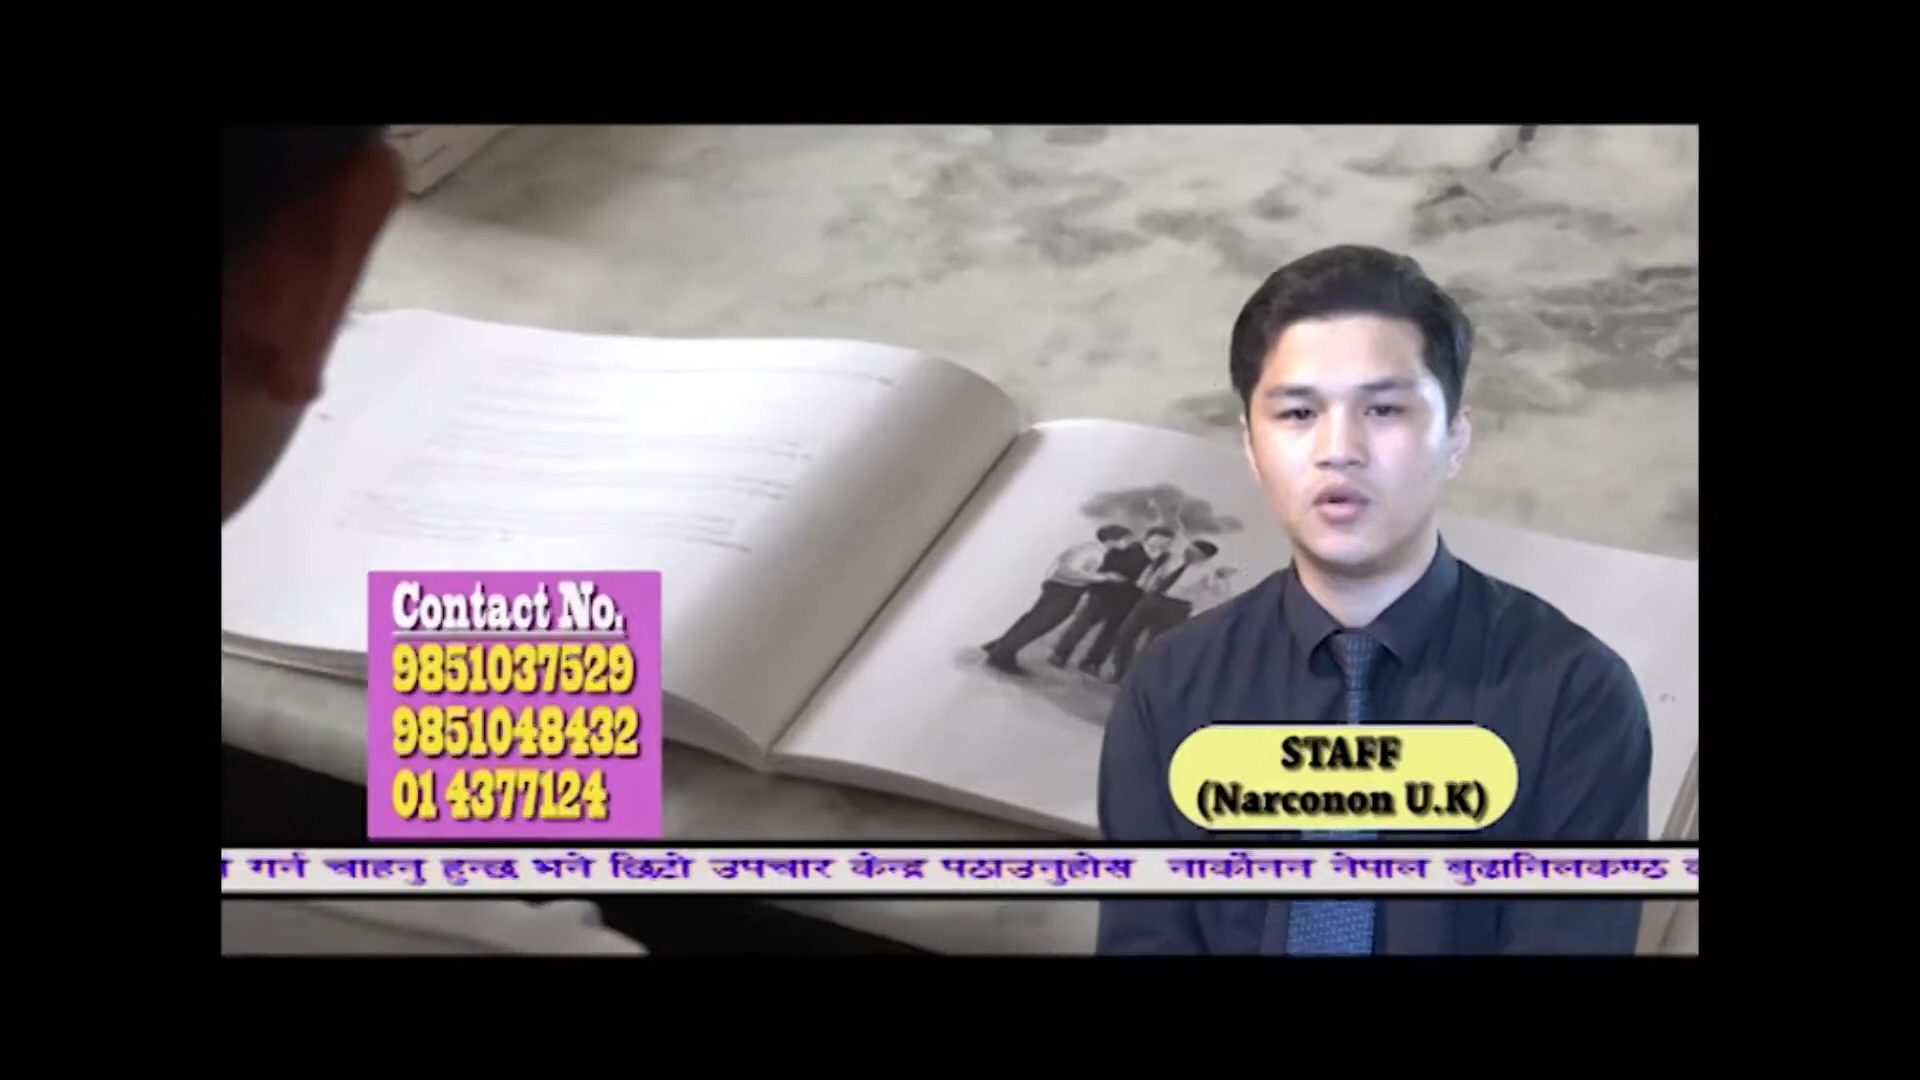 Contact No.
9851037529
9851048432
01 4377124
STAFF
(Narconon U.K)
गर्न चाहनु हुन्छ भने छिटो उपचार केन्द्र पठाउनुहोस नार्कोनन नेपाल बुढानिलकण्ठ